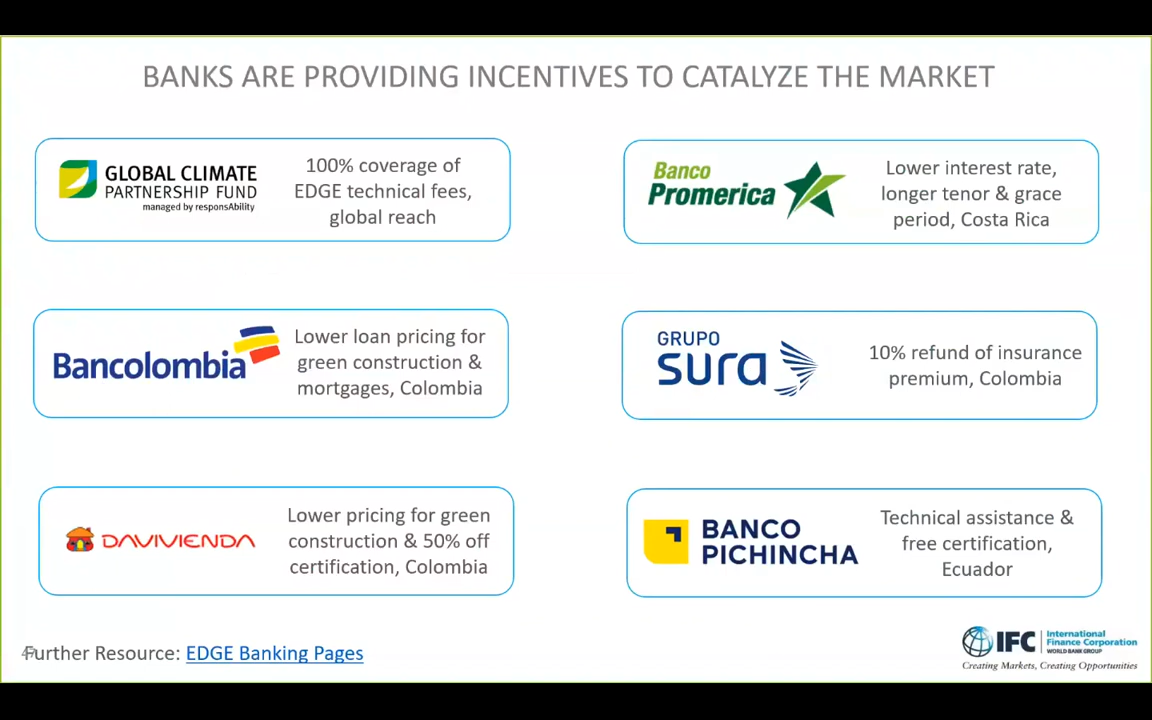 BANKS ARE PROVIDING INCENTIVES TO CATALYZE THE MARKET
GLOBAL CLIMATE
PARTNERSHIP FUND
managed by responsAbility
100% coverage of
EDGE technical fees,
global reach
Banco
Promerica
Lower interest rate,
longer tenor & grace
period, Costa Rica
Bancolombia
Lower loan pricing for
green construction &
mortgages, Colombia
GRUPO
sura
10% refund of insurance
premium, Colombia
DAVIVIENDA
Lower pricing for green
construction & 50% off
certification, Colombia
BANCO
PICHINCHA
Technical assistance &
free certification,
Ecuador
Further Resource: EDGE Banking Pages
IFC
International
Finance Corporation
WORLD BANK GROUP
Creating Markets, Creating Opportunities